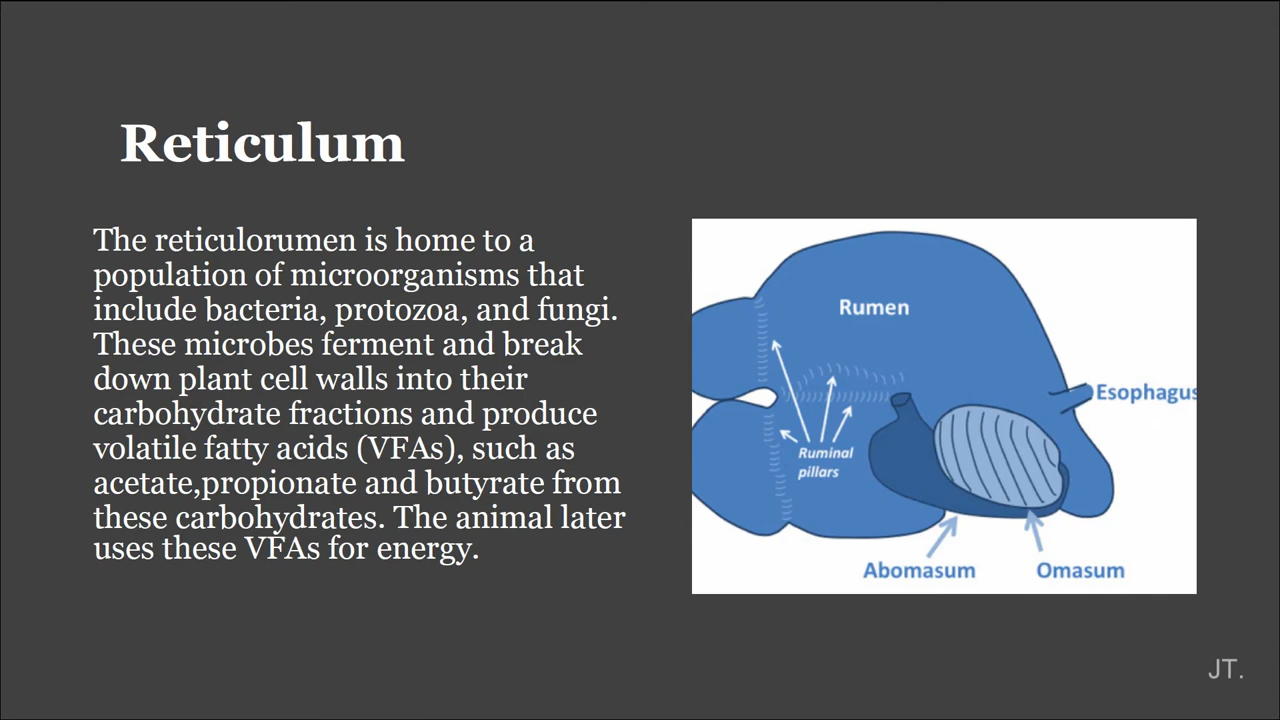 Reticulum
The reticulorumen is home to a
population of microorganisms that
include bacteria, protozoa, and fungi.
These microbes ferment and break
down plant cell walls into their
carbohydrate fractions and produce
volatile fatty acids (VFAs), such as
acetate,propionate and butyrate from
these carbohydrates. The animal later
uses these VFAs for energy.
Rumen
Esophagus
Ruminal
pillars
Abomasum
Omasum
JT.